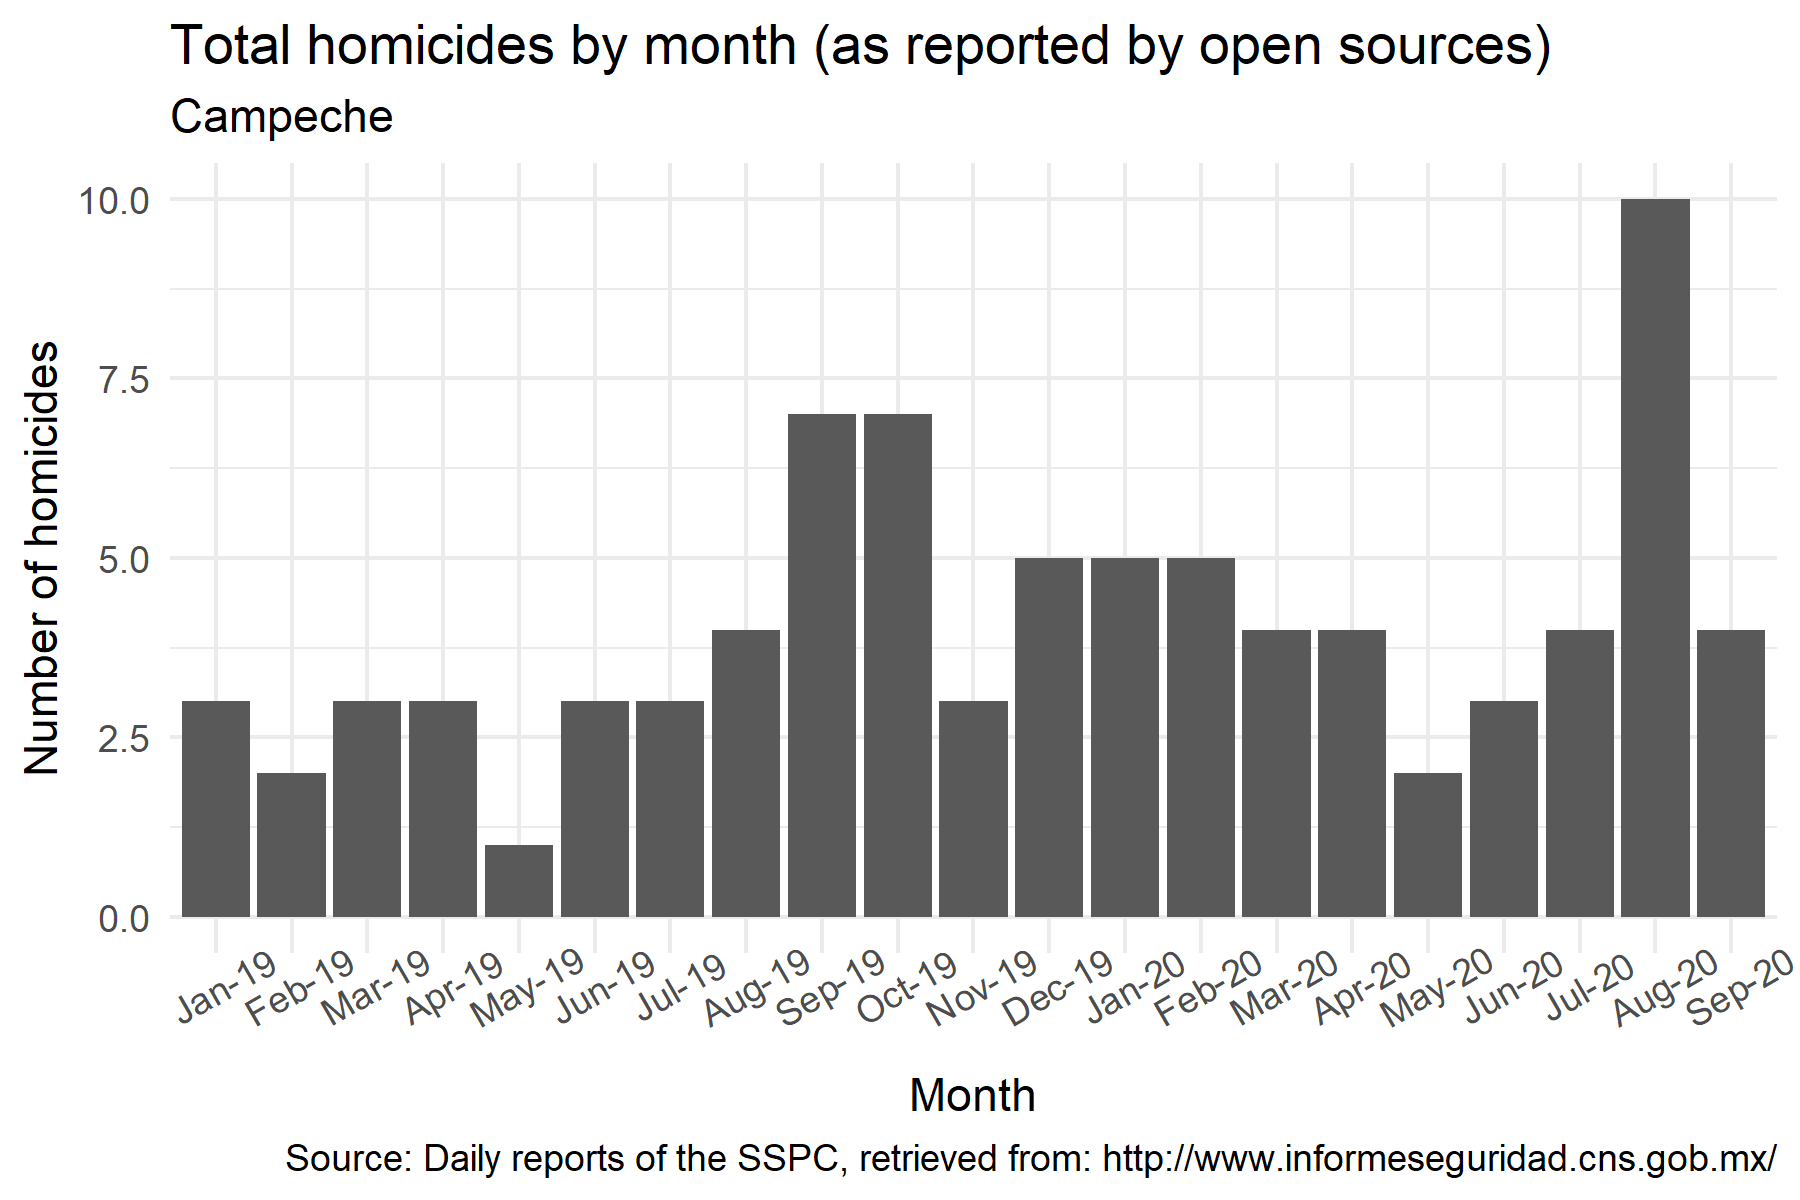 Total homicides by month (as reported by open sources)
Campeche
Number of homicides
10.0
7.5
5.0
2.5
0.0
Jan-19
Feb-19
Mar-19
Apr-19
May-19
Jun-19
Jul-19
Aug-19
Sep-19
Oct-19
Nov-19
Dec-19
Jan-20
Feb-20
Mar-20
Apr-20
May-20
Jun-20
Jul-20
Aug-20
Sep-20
Month
Source: Daily reports of the SSPC, retrieved from: http://www.informeseguridad.cns.gob.mx/